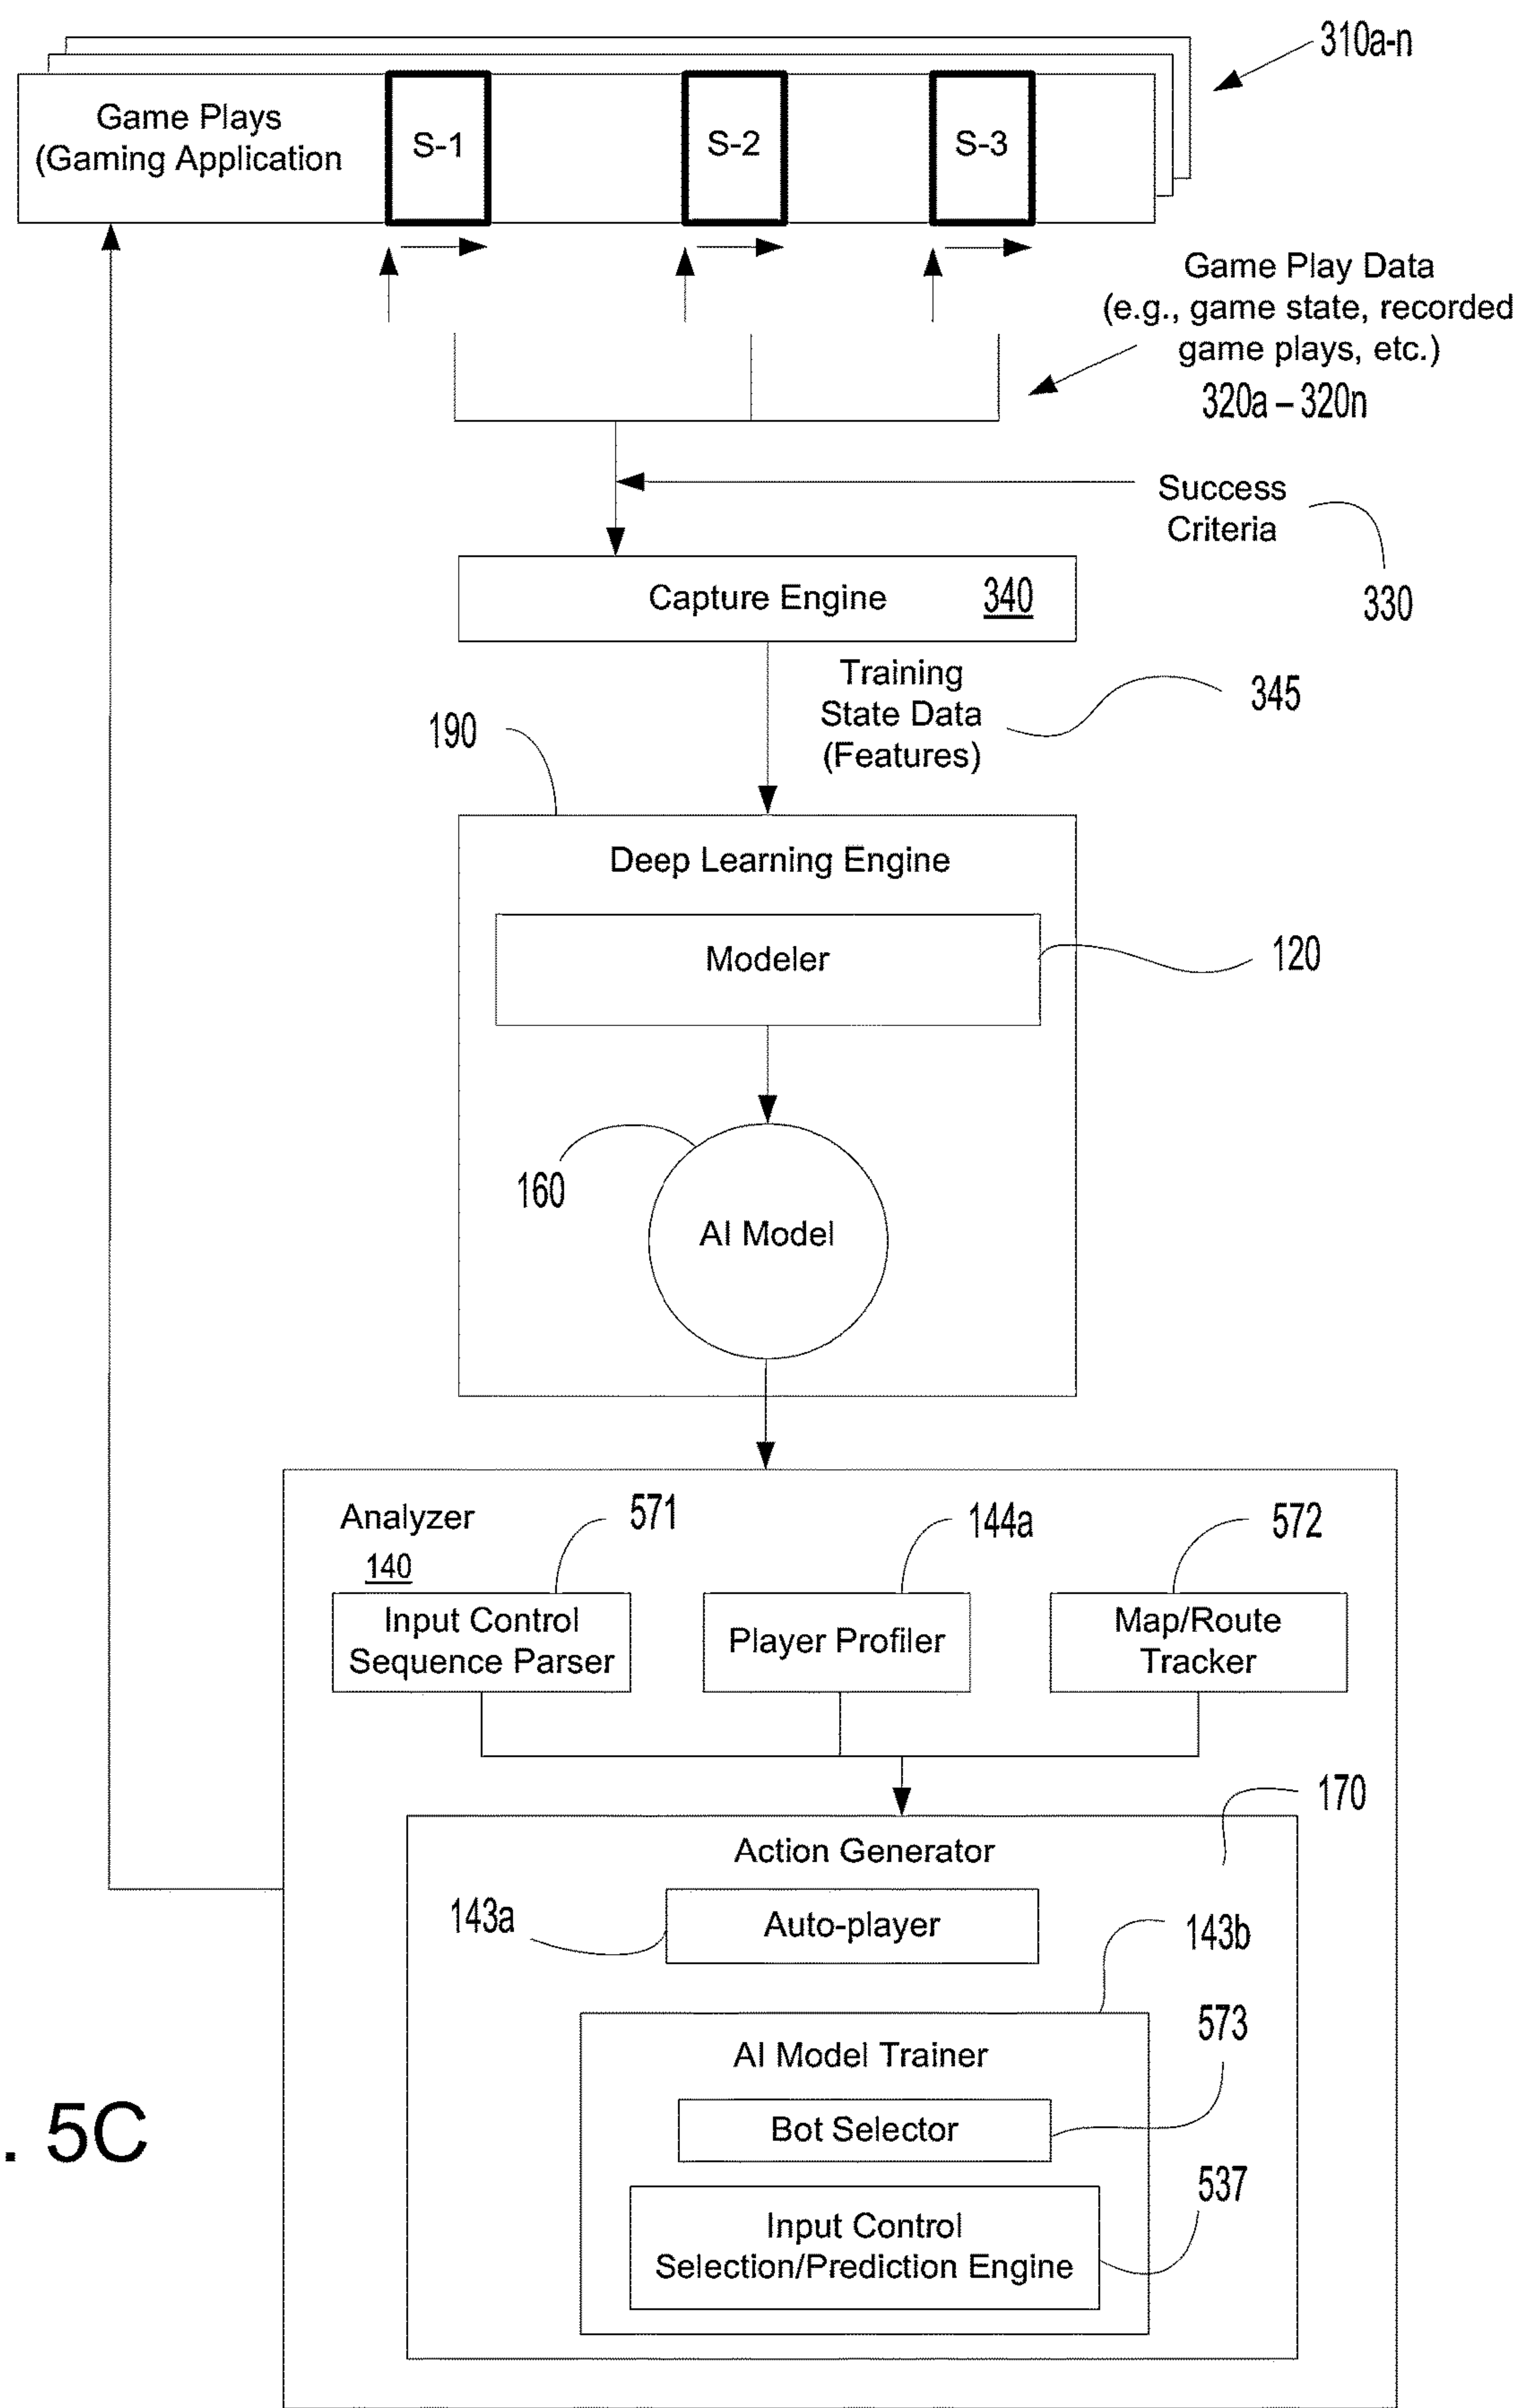 310a-n
Game Plays
(Gaming Application
S-1
S-2
S-3
Game Play Data
(e.g., game state, recorded
game plays, etc.)
320a – 320n
Success
Criteria
330
Capture Engine 340
Training
State Data
(Features)
345
190
Deep Learning Engine
Modeler
120
160
AI Model
Analyzer
140
571
144a
572
Input Control
Sequence Parser
Player Profiler
Map/Route
Tracker
170
Action Generator
143a
Auto-player
143b
AI Model Trainer
573
Bot Selector
537
Input Control
Selection/Prediction Engine
. 5C